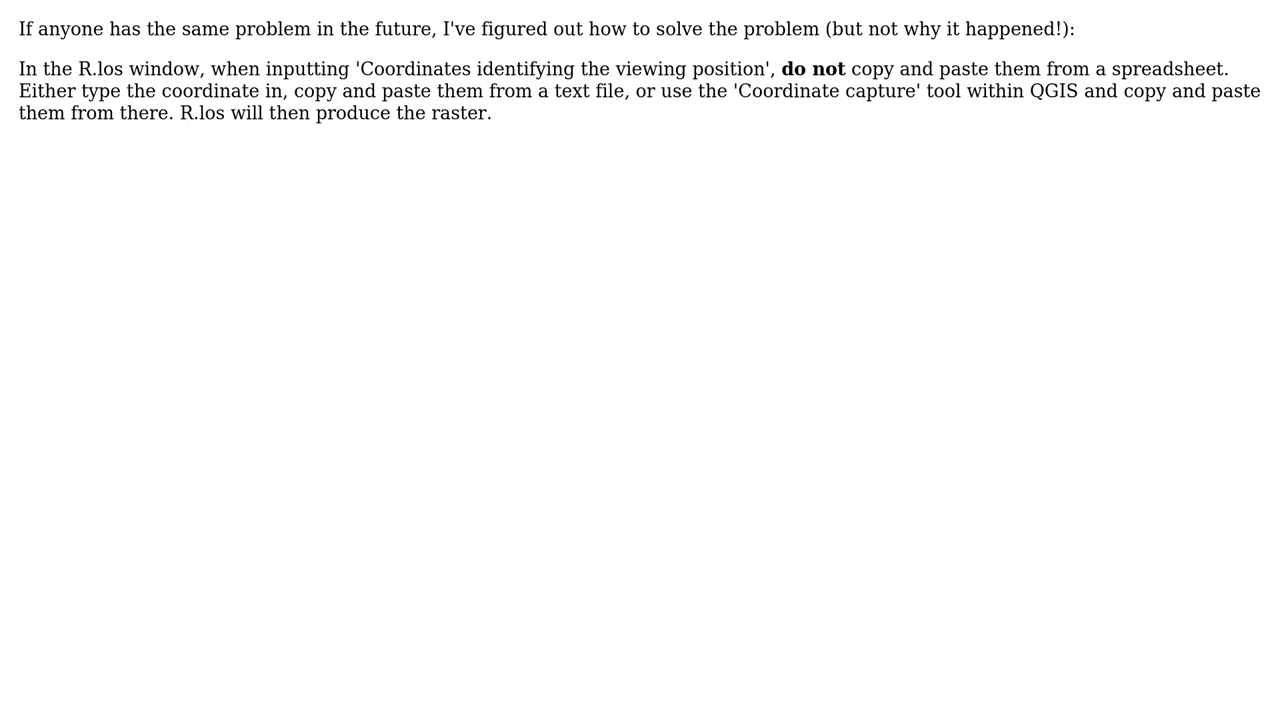 If anyone has the same problem in the future, I've figured out how to solve the problem (but not why it happened!):
In the R.los window, when inputting 'Coordinates identifying the viewing position', do not copy and paste them from a spreadsheet.
Either type the coordinate in, copy and paste them from a text file, or use the 'Coordinate capture' tool within QGIS and copy and paste
them from there. R.los will then produce the raster.